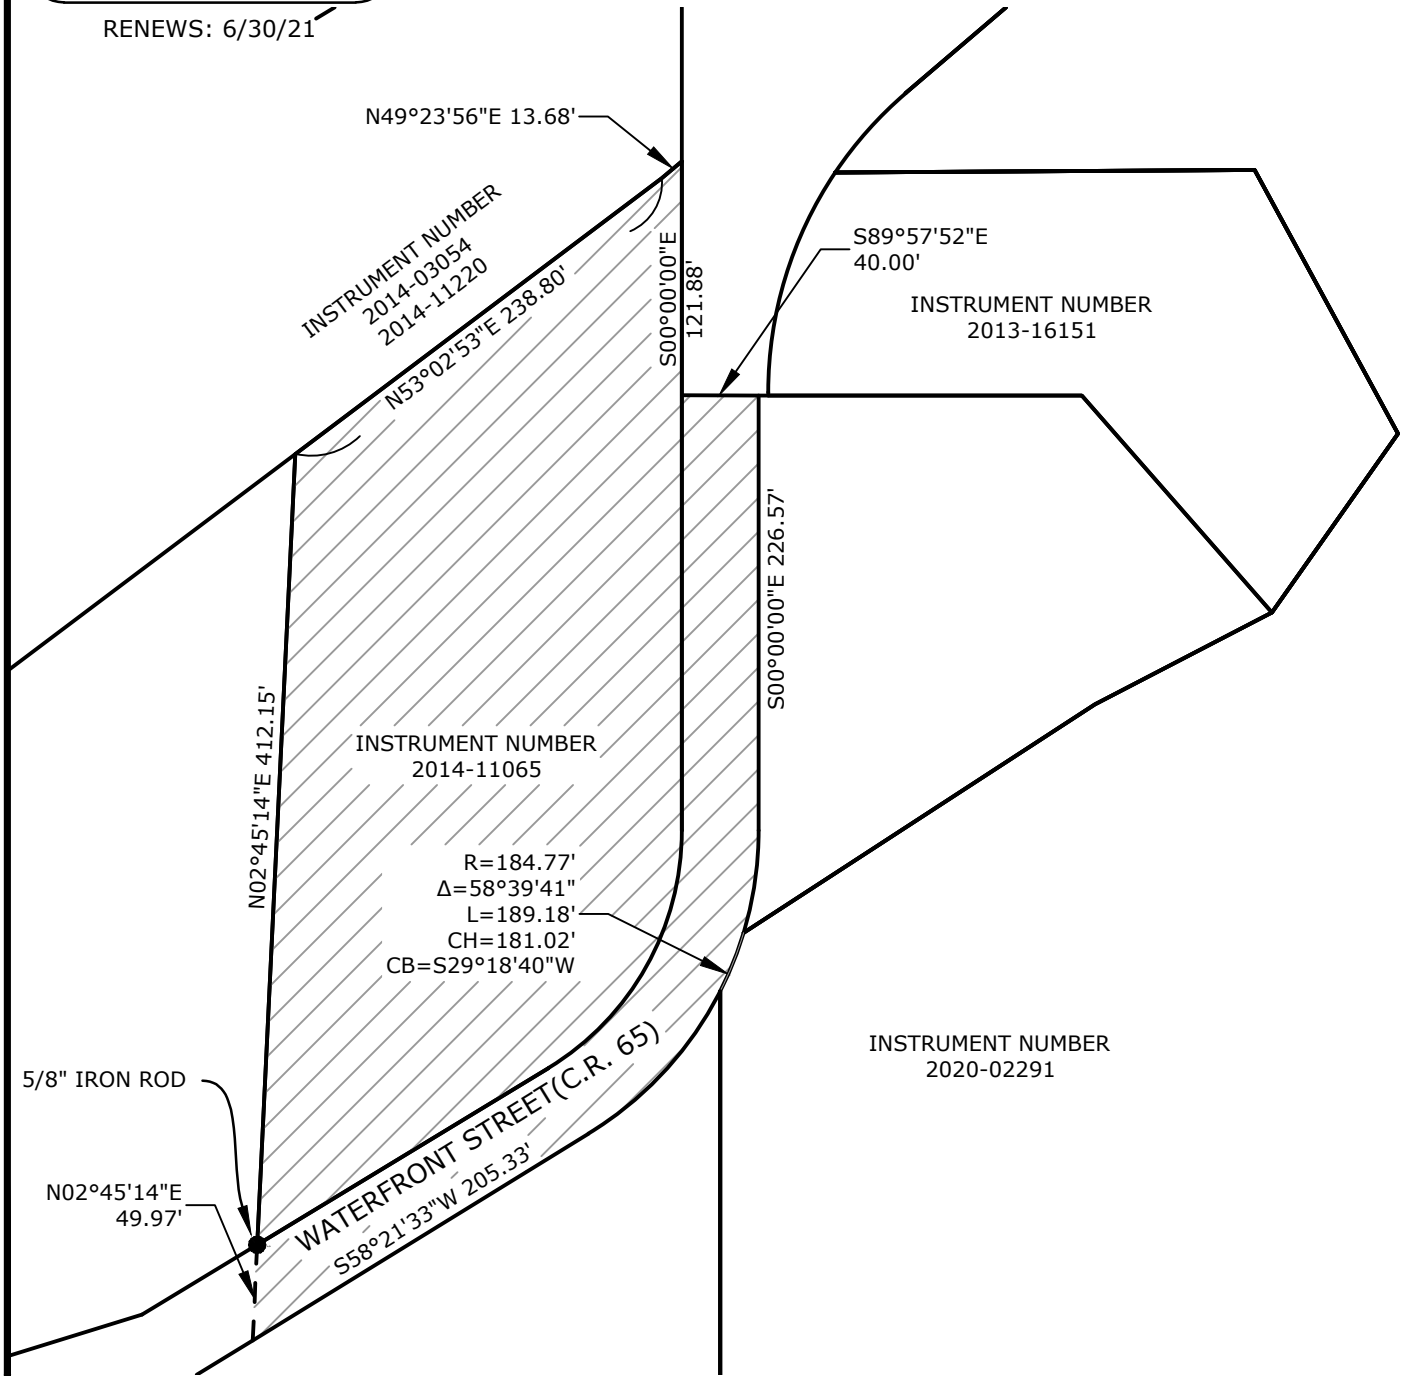 RENEWS: 6/30/21
N49°23'56"E 13.68'
INSTRUMENT NUMBER
2014-03054
2014-11220
N53°02'53"E 238.80'
S00°00'00"E
121.88'
S89°57'52"E
40.00'
INSTRUMENT NUMBER
2013-16151
S00°00'00"E 226.57'
N02°45'14"E 412.15'
INSTRUMENT NUMBER
2014-11065
R=184.77'
Δ=58°39'41"
L=189.18'
CH=181.02'
CB=S29°18'40"W
INSTRUMENT NUMBER
2020-02291
5/8" IRON ROD
WATERFRONT STREET(C.R. 65)
S58°21'33"W 205.33'
N02°45'14"E
49.97'